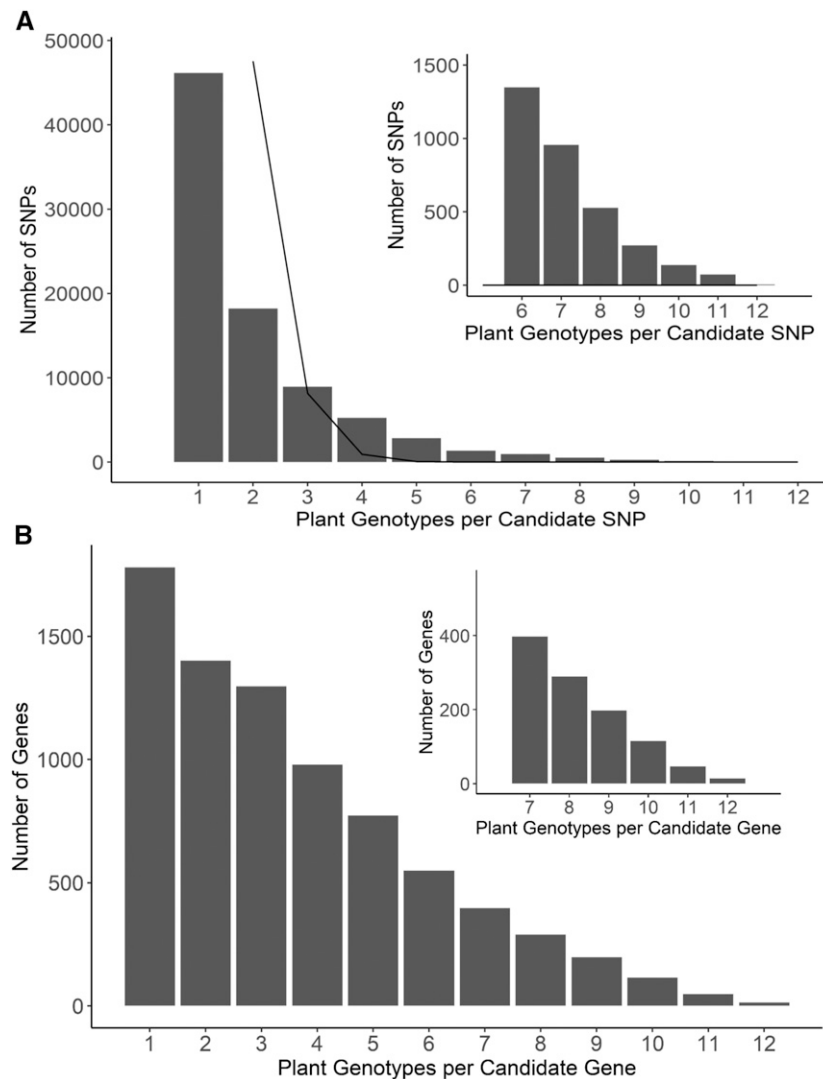 A
50000
40000
30000
20000
10000
0
Number of SNPs
1 2 3 4 5 6 7 8 9 10 11 12
Plant Genotypes per Candidate SNP
1500
1000
500
0
Number of SNPs
6 7 8 9 10 11 12
Plant Genotypes per Candidate SNP
B
1500
1000
500
0
Number of Genes
1 2 3 4 5 6 7 8 9 10 11 12
Plant Genotypes per Candidate Gene
400
200
0
Number of Genes
7 8 9 10 11 12
Plant Genotypes per Candidate Gene